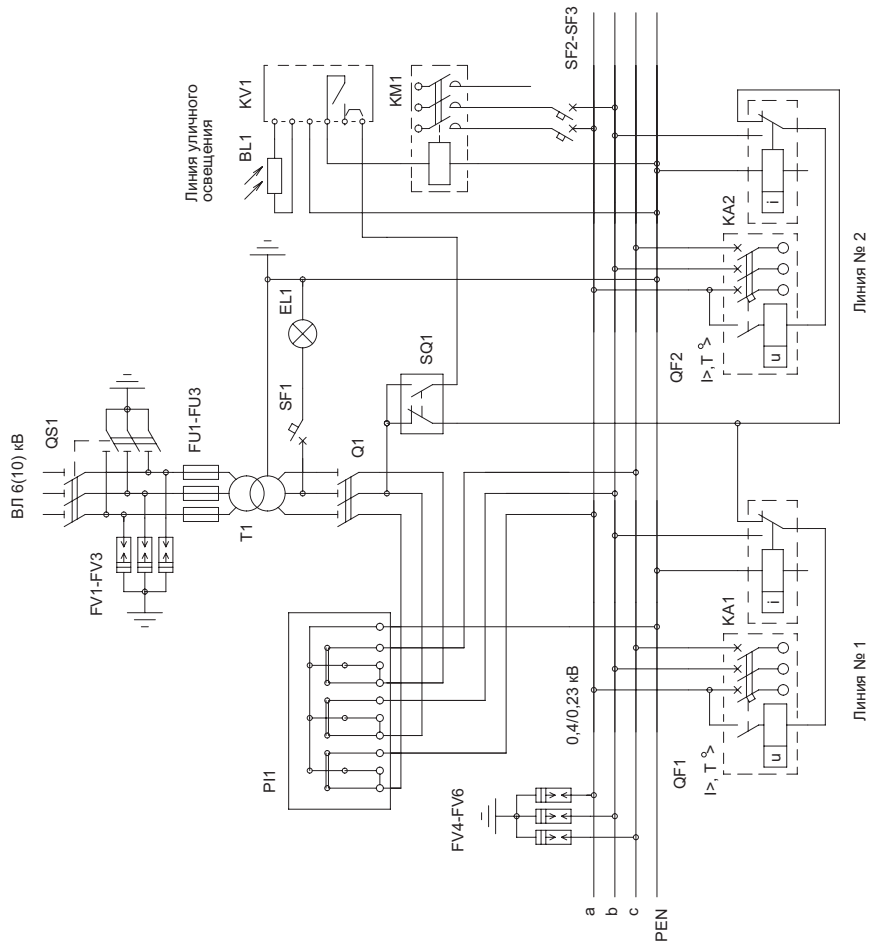 ВЛ 6(10) кВ
QS1
FV1-FV3
FU1-FU3
T1
SF1
EL1
Q1
Линия уличного
освещения
BL1
KV1
KM1
SF2-SF3
SQ1
PI1
FV4-FV6
0,4/0,23 кВ
a
b
c
PEN
QF1
I>, T°>
u
KA1
i
Линия № 1
QF2
I>,T°>
u
KA2
i
Линия № 2